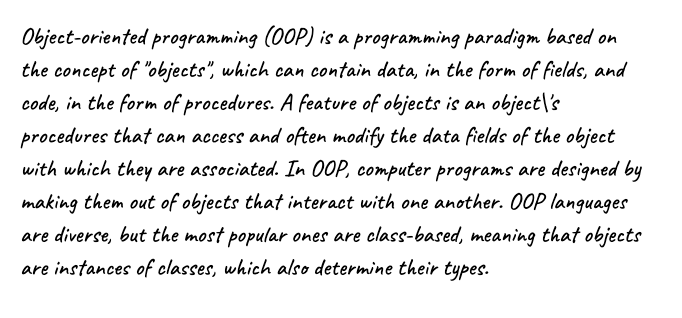 Object-oriented programming (OOP) is a programming paradigm based on
the concept of "objects", which can contain data, in the form of fields, and
code, in the form of procedures. A feature of objects is an object\'s
procedures that can access and often modify the data fields of the object
with which they are associated. In OOP, computer programs are designed by
making them out of objects that interact with one another. OOP languages
are diverse, but the most popular ones are class-based, meaning that objects
are instances of classes, which also determine their types.